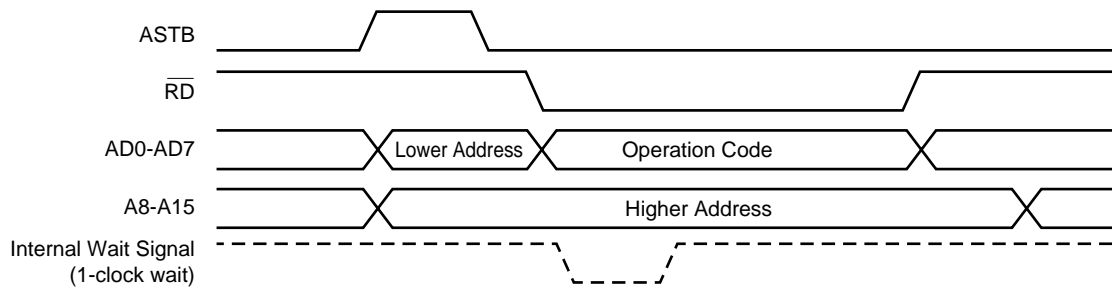 ASTB
RD
AD0-AD7
Lower Address
Operation Code
A8-A15
Higher Address
Internal Wait Signal
(1-clock wait)